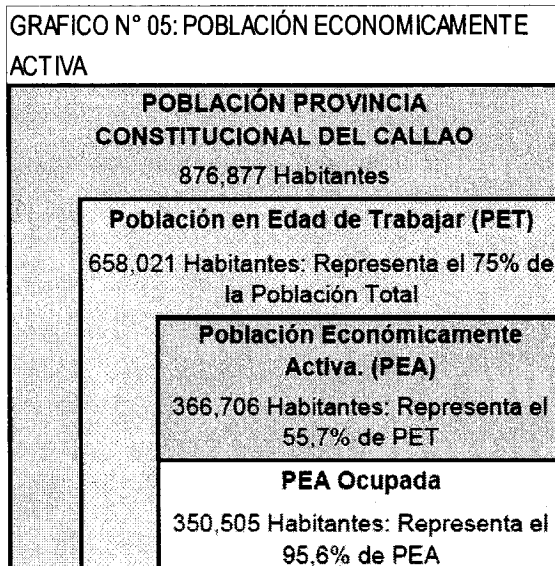 GRAFICO N° 05: POBLACIÓN ECONOMICAMENTE
ACTIVA
POBLACIÓN PROVINCIA
CONSTITUCIONAL DEL CALLAO
876,877 Habitantes
Población en Edad de Trabajar (PET)
658,021 Habitantes: Representa el 75% de
la Población Total
Población Económicamente
Activa. (PEA)
366,706 Habitantes: Representa el
55,7% de PET
PEA Ocupada
350,505 Habitantes: Representa el
95,6% de PEA